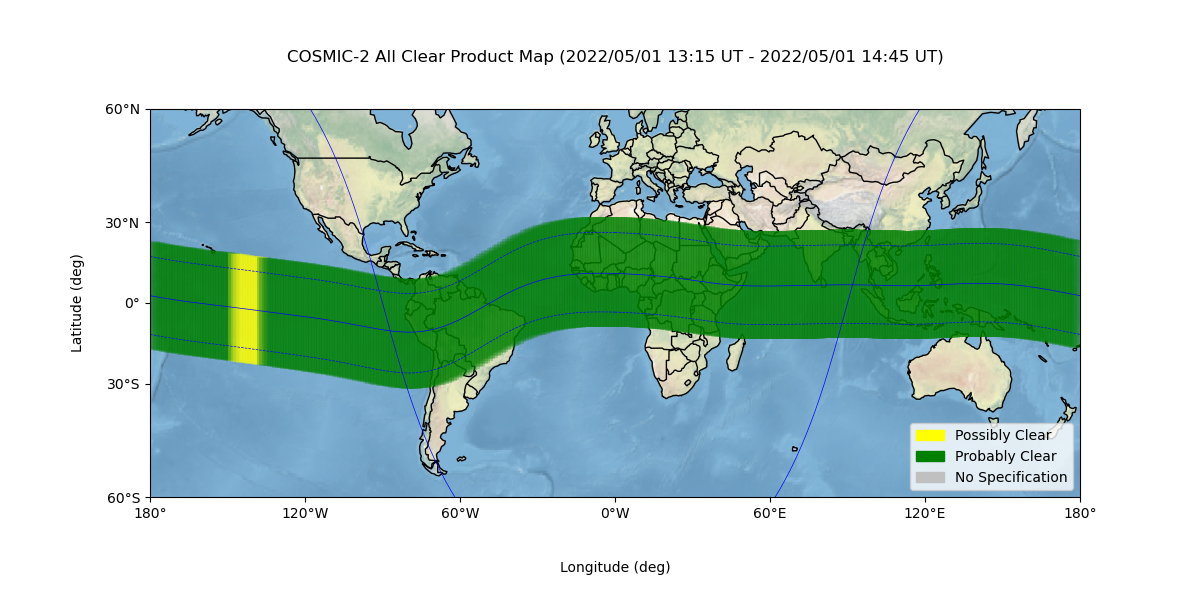 COSMIC-2 All Clear Product Map (2022/05/01 13:15 UT - 2022/05/01 14:45 UT)
60°N
30°N
0°
30°S
60°S
Latitude (deg)
Possibly Clear
Probably Clear
No Specification
180° 120°W 60°W 0°W 60°E 120°E 180°
Longitude (deg)